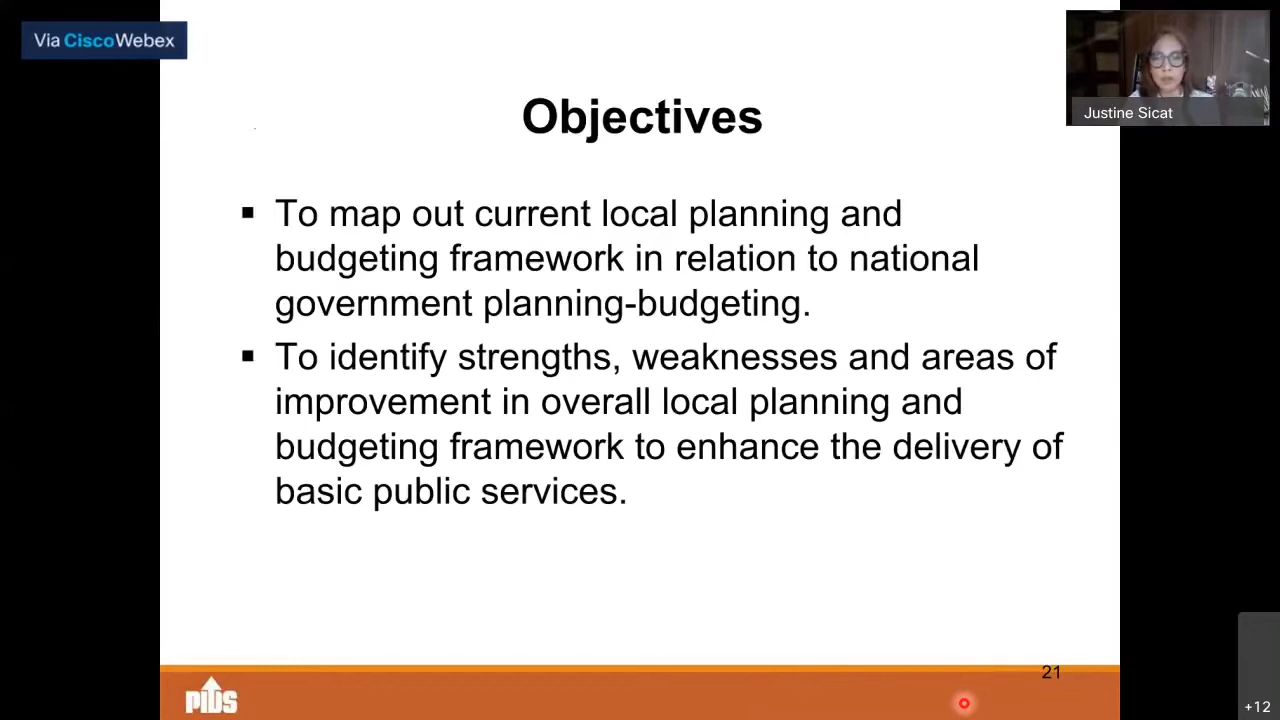 Via CiscoWebex
Justine Sicat
Objectives
▪ To map out current local planning and
budgeting framework in relation to national
government planning-budgeting.
▪ To identify strengths, weaknesses and areas of
improvement in overall local planning and
budgeting framework to enhance the delivery of
basic public services.
21
PIDS
+12